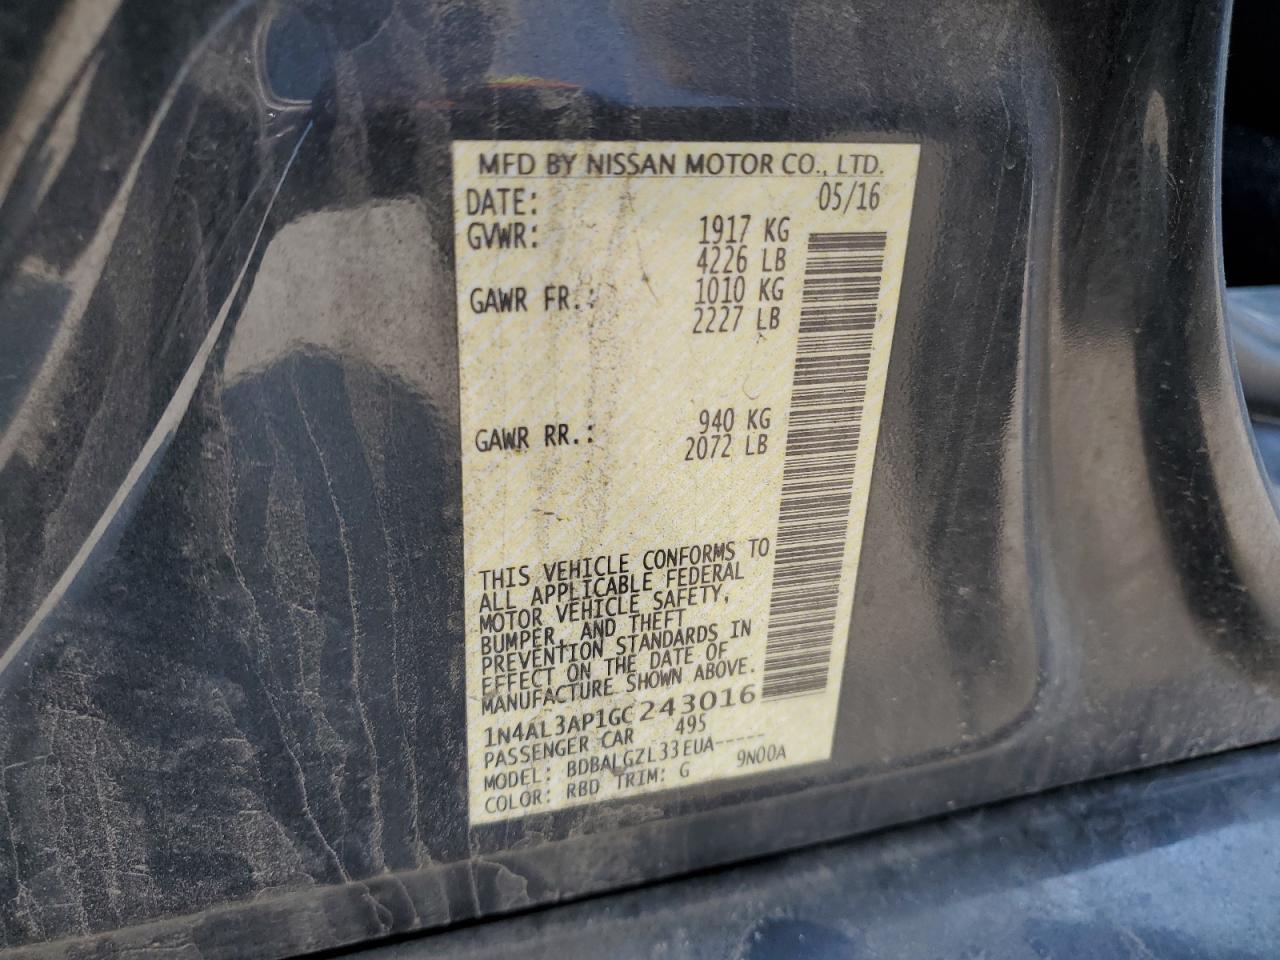 MFD BY NISSAN MOTOR CO., LTD.
DATE: 05/16
GVWR: 1917 KG
4226 LB
GAWR FR.: 1010 KG
2227 LB
GAWR RR.: 940 KG
2072 LB
THIS VEHICLE CONFORMS TO
ALL APPLICABLE FEDERAL
MOTOR VEHICLE SAFETY,
BUMPER, AND THEFT
PREVENTION STANDARDS IN
EFFECT ON THE DATE OF
MANUFACTURE SHOWN ABOVE.
1N4AL3AP1GC243016
PASSENGER CAR 495
MODEL: BDBALGZL33EUA-----
COLOR: RBD TRIM: G 9N00A